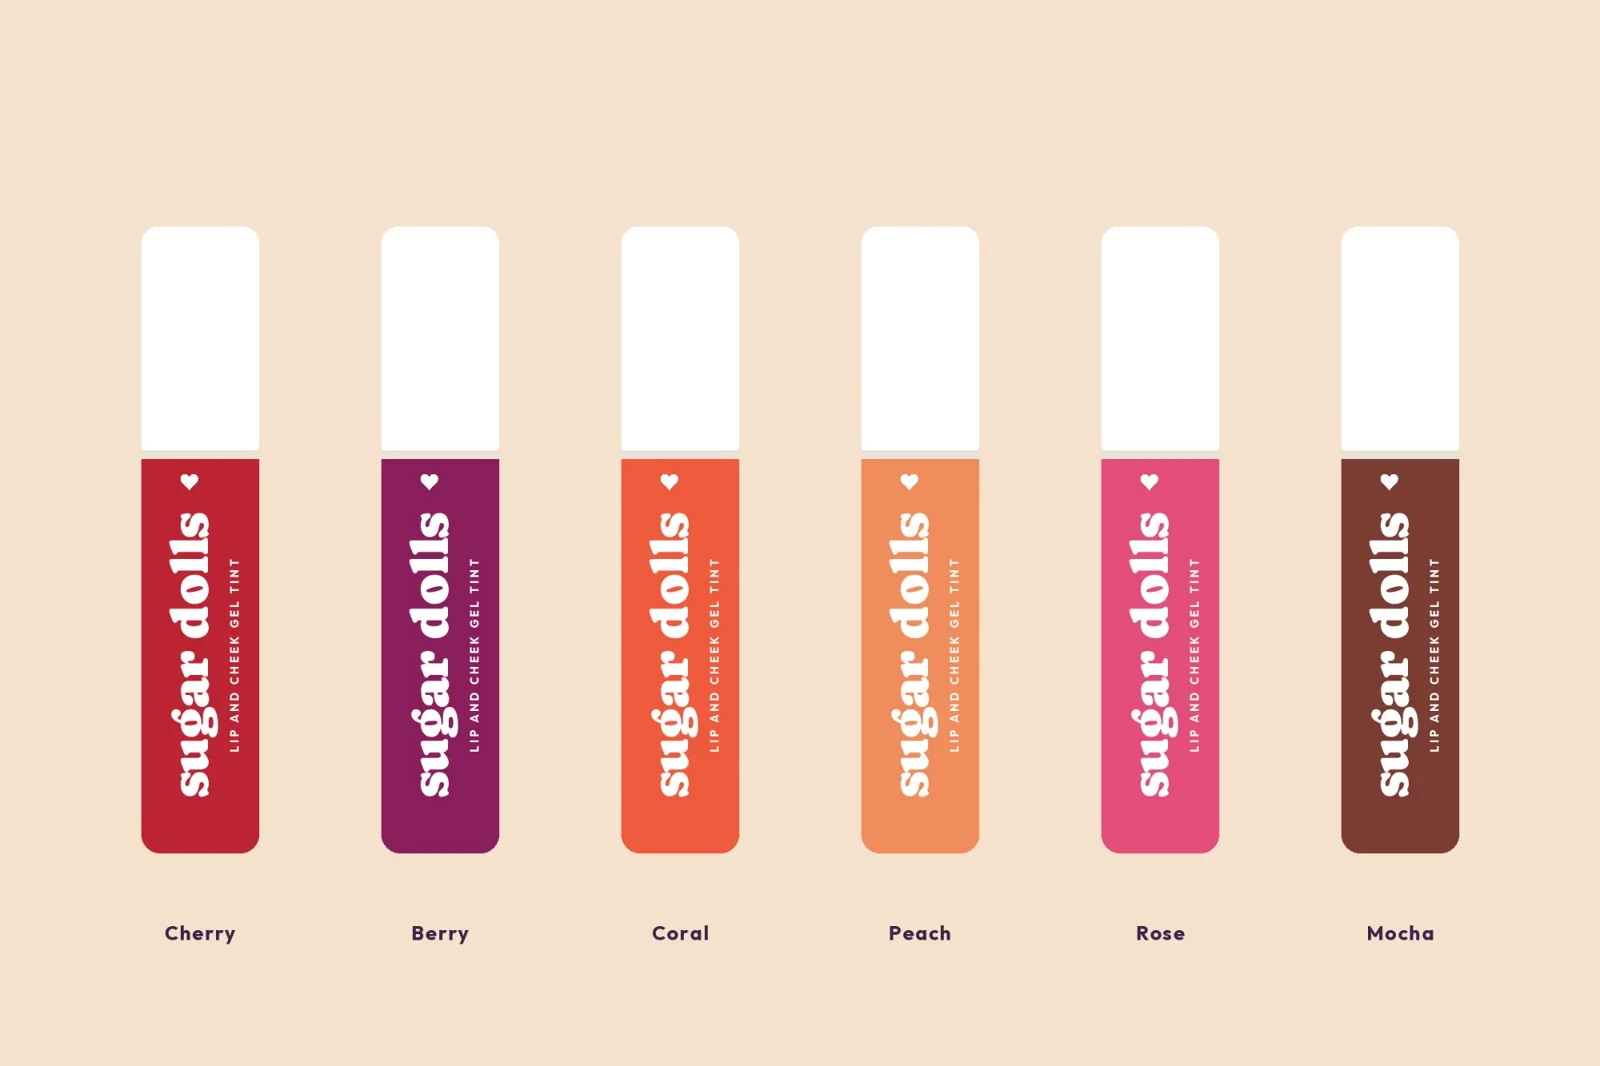 sugar dolls
LIP AND CHEEK GEL TINT
sugar dolls
LIP AND CHEEK GEL TINT
sugar dolls
LIP AND CHEEK GEL TINT
sugar dolls
LIP AND CHEEK GEL TINT
sugar dolls
LIP AND CHEEK GEL TINT
sugar dolls
LIP AND CHEEK GEL TINT
Cherry
Berry
Coral
Peach
Rose
Mocha